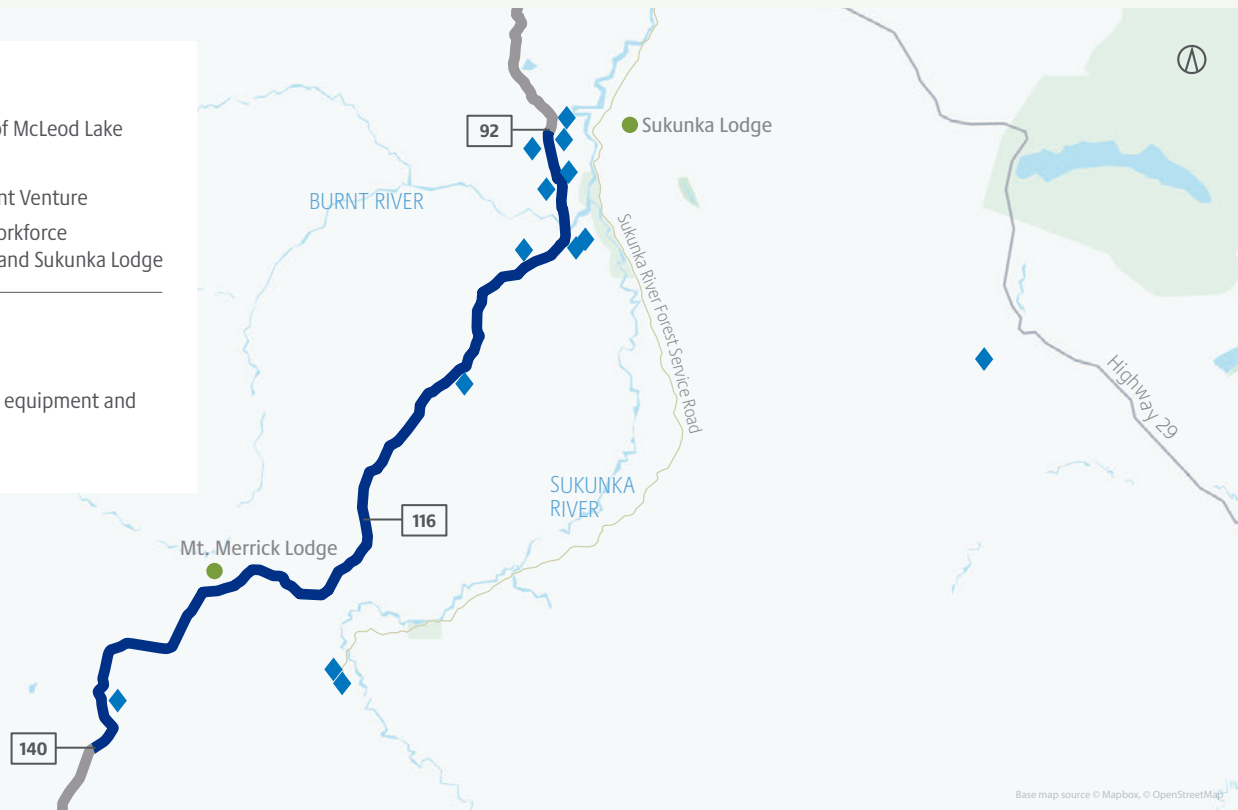 of McLeod Lake
nt Venture
orkforce
and Sukunka Lodge
equipment and
92
Sukunka Lodge
BURNT RIVER
Sukunka River Forest Service Road
Highway 29
SUKUNKA
RIVER
116
Mt. Merrick Lodge
140
Base map source © Mapbox, © OpenStreetMap